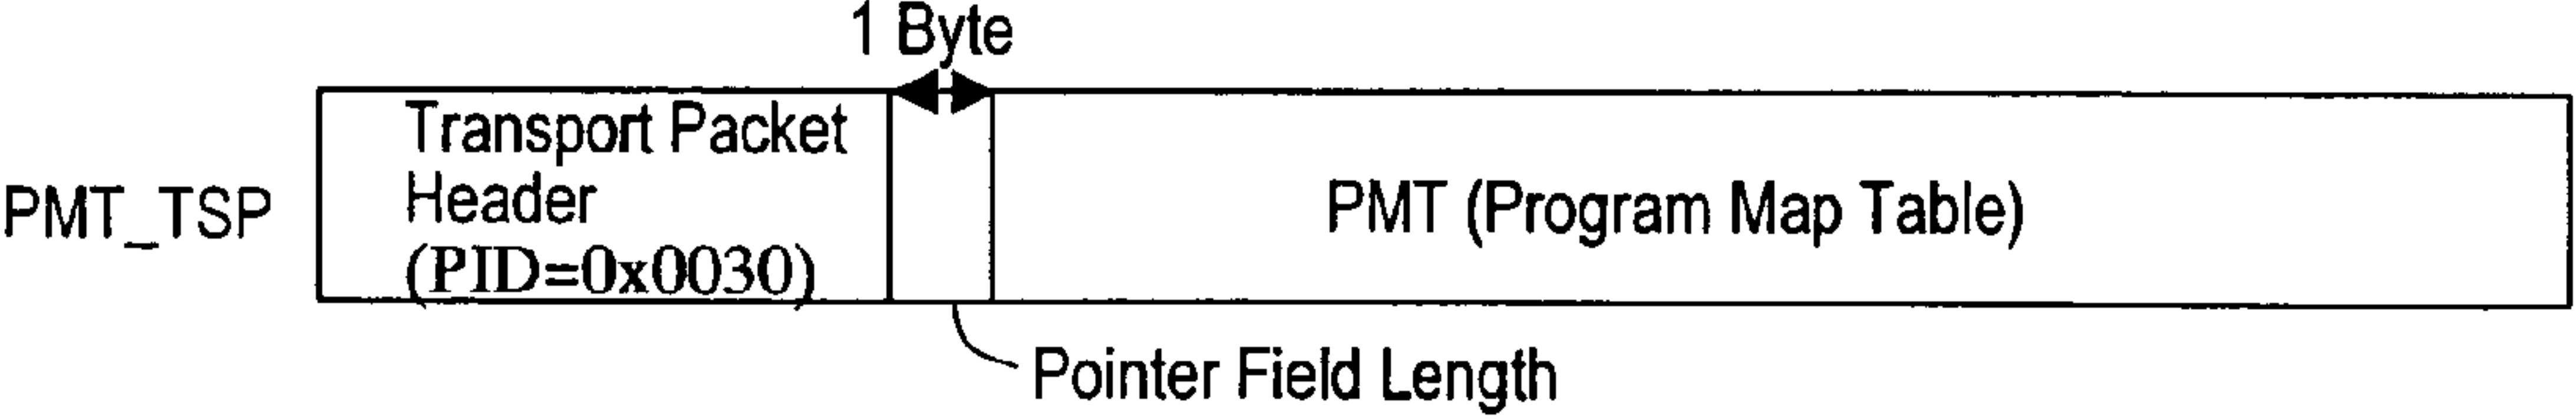 1 Byte
Transport Packet
Header
(PID=0x0030)
PMT_TSP
PMT (Program Map Table)
Pointer Field Length